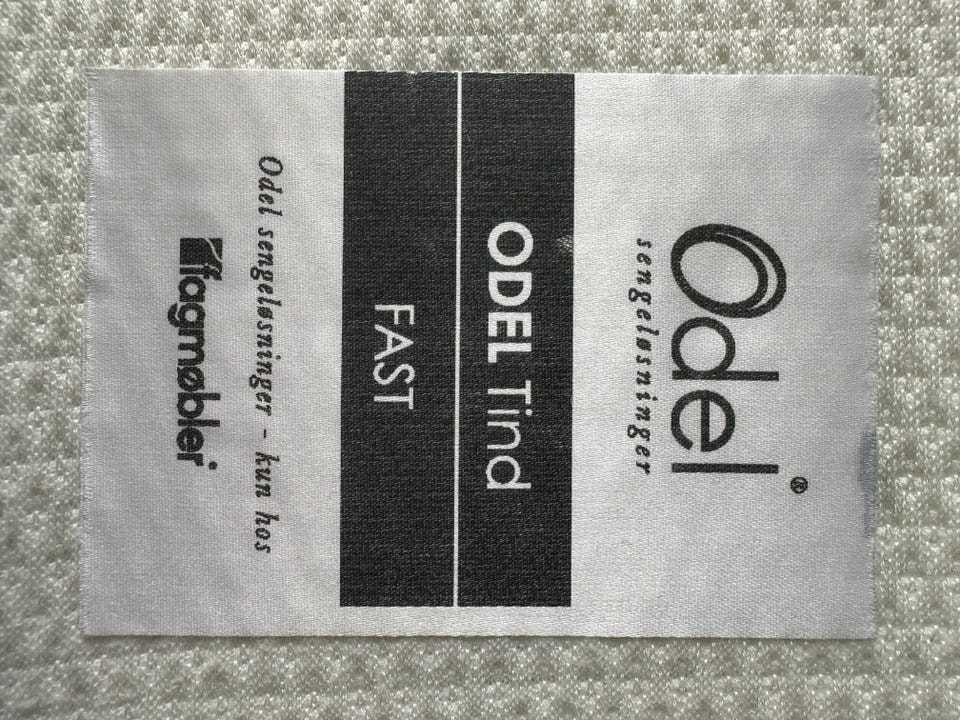 Odel®
sengeløsninger
ODEL Tind
FAST
Odel sengeløsninger - kun hos
fagmøbler